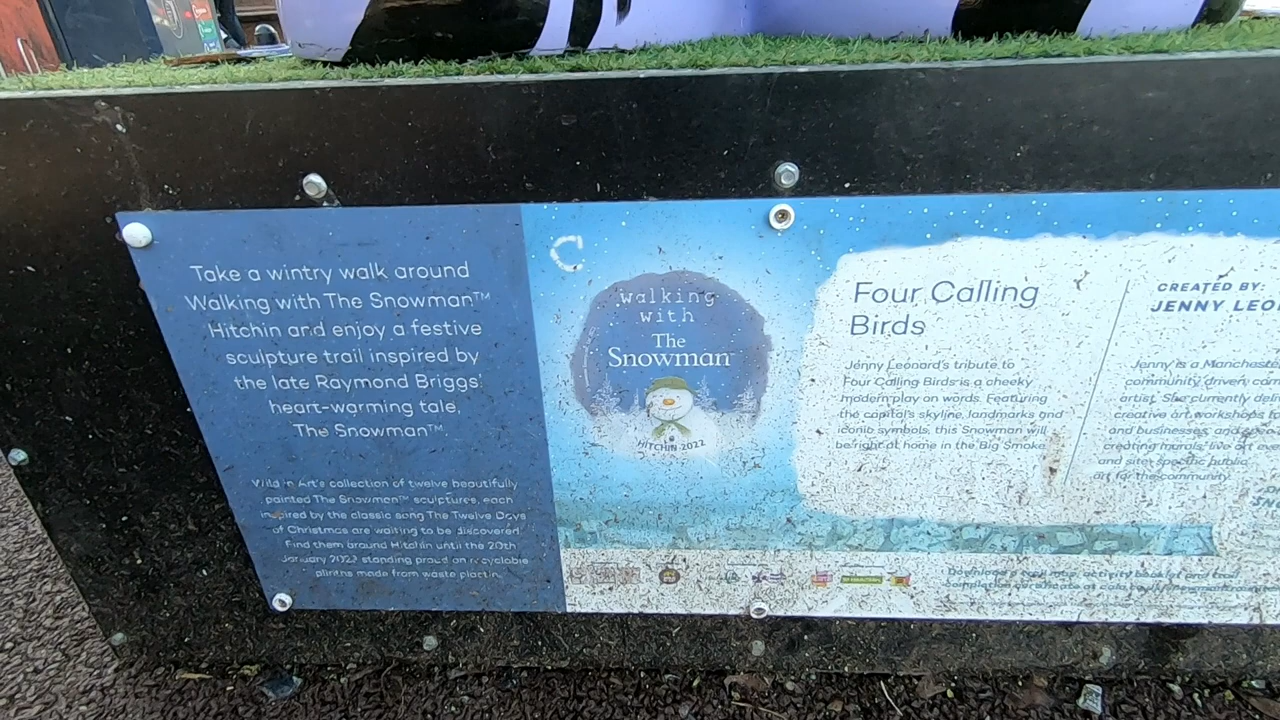 Take a wintry walk around
Walking with The Snowman™
Hitchin and enjoy a festive
sculpture trail inspired by
the late Raymond Briggs'
heart-warming tale,
The Snowman™.
Wild in Art's collection of twelve beautifully
painted The Snowman™ sculptures, each
inspired by the classic song The Twelve Days
of Christmas are waiting to be discovered.
Find them around Hitchin until the 20th
January 2022 standing proud on recyclable
plinths made from waste plastic.
walking
with
The
Snowman
HITCHIN 2022
Four Calling
Birds
Jenny Leonard's tribute to
Four Calling Birds is a cheeky
modern play on words. Featuring
the capital's skyline, landmarks and
iconic symbols, this Snowman will
be right at home in the Big Smoke.
CREATED BY:
JENNY LEO
Jenny is a Manchester
community driven
artist. She currently
creative art workshops
and businesses, and
creating murals, live art
and site specific public
art for the community.